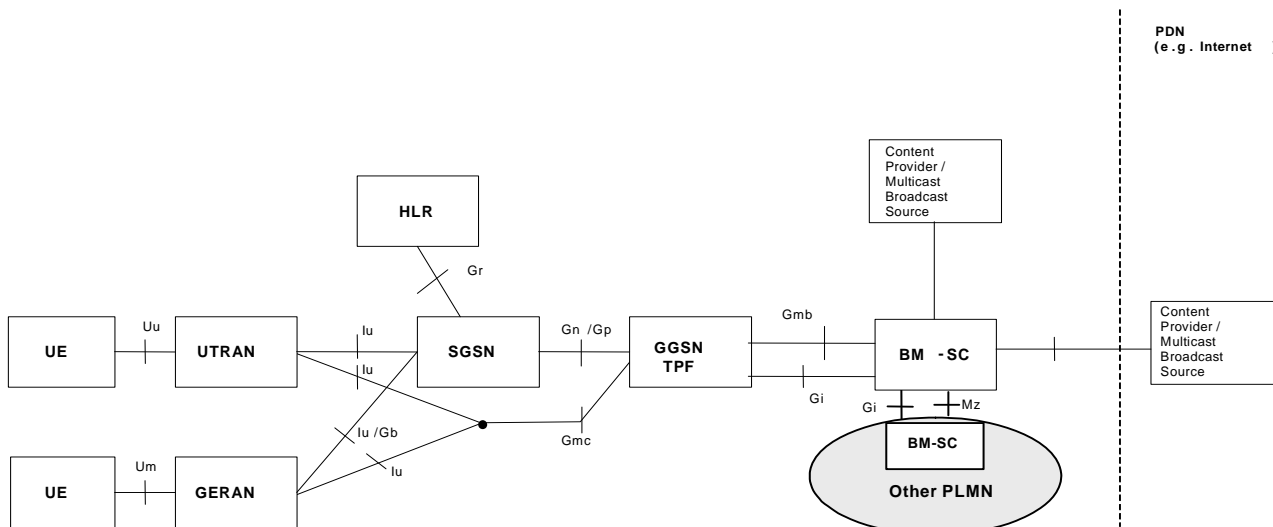 PDN
(e.g. Internet
Content
Provider /
Multicast
Broadcast
Source
HLR
Gr
UE
Uu
UTRAN
Iu
Iu
SGSN
Gn /Gp
GGSN
TPF
Gmb
Gi
BM -SC
Content
Provider /
Multicast
Broadcast
Source
Gi
Mz
Iu /Gb
Gmc
BM-SC
UE
Um
GERAN
Iu
Other PLMN